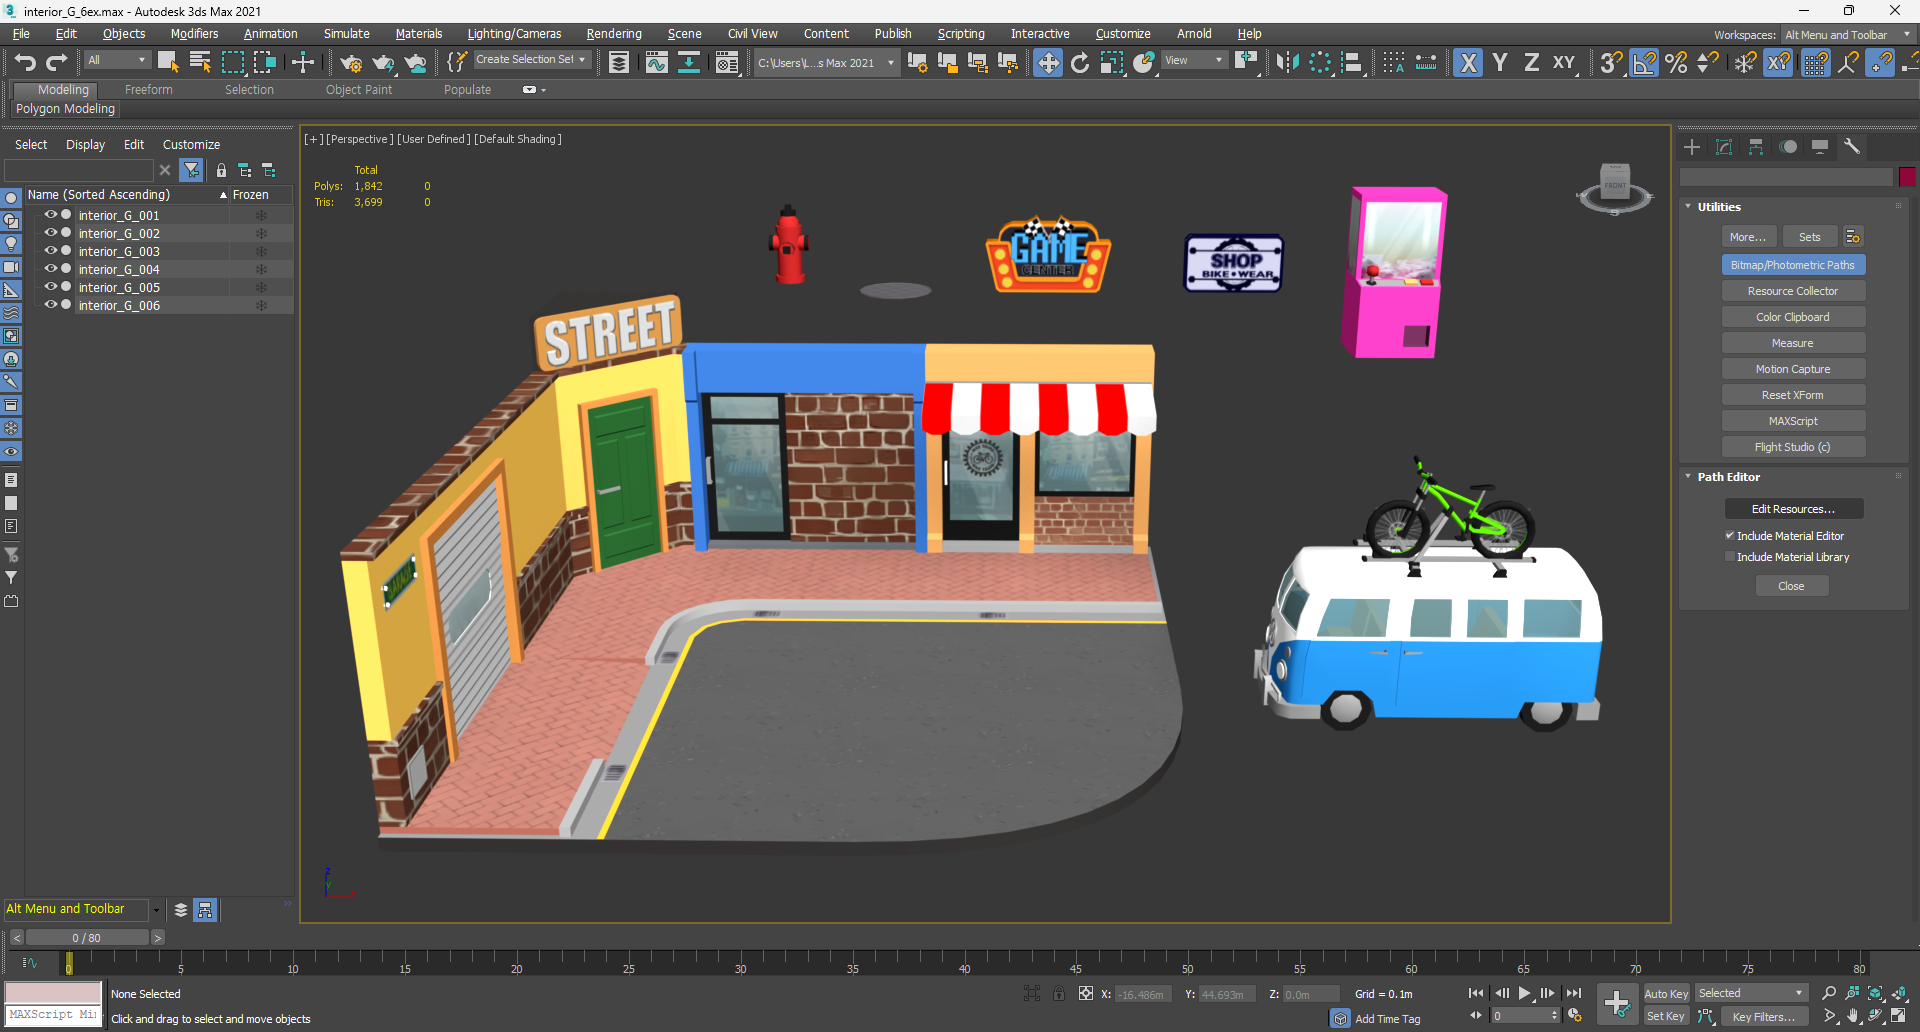 interior_G_6ex.max - Autodesk 3ds Max 2021
File Edit Objects Modifiers Animation Simulate Materials Lighting/Cameras Rendering Scene Civil View Content Publish Scripting Interactive Customize Arnold Help
Workspaces: Alt Menu and Toolbar
All
Create Selection Set
C:\Users\L...s Max 2021
View
X Y Z XY
Modeling Freeform Selection Object Paint Populate
Polygon Modeling
Select Display Edit Customize
Name (Sorted Ascending) Frozen
interior_G_001
interior_G_002
interior_G_003
interior_G_004
interior_G_005
interior_G_006
[+] [Perspective] [User Defined] [Default Shading]
Total
Polys: 1,842 0
Tris: 3,699 0
FRONT
GAME
CENTER
SHOP
BIKE • WEAR
STREET
Utilities
More... Sets
Bitmap/Photometric Paths
Resource Collector
Color Clipboard
Measure
Motion Capture
Reset XForm
MAXScript
Flight Studio (c)
Path Editor
Edit Resources...
Include Material Editor
Include Material Library
Close
Alt Menu and Toolbar
< 0 / 80 >
0 5 10 15 20 25 30 35 40 45 50 55 60 65 70 75 80
None Selected
X: -16.486m Y: 44.693m Z: 0.0m Grid = 0.1m
Auto Key Selected
MAXScript Mi
Click and drag to select and move objects
Add Time Tag
0
Set Key Key Filters...